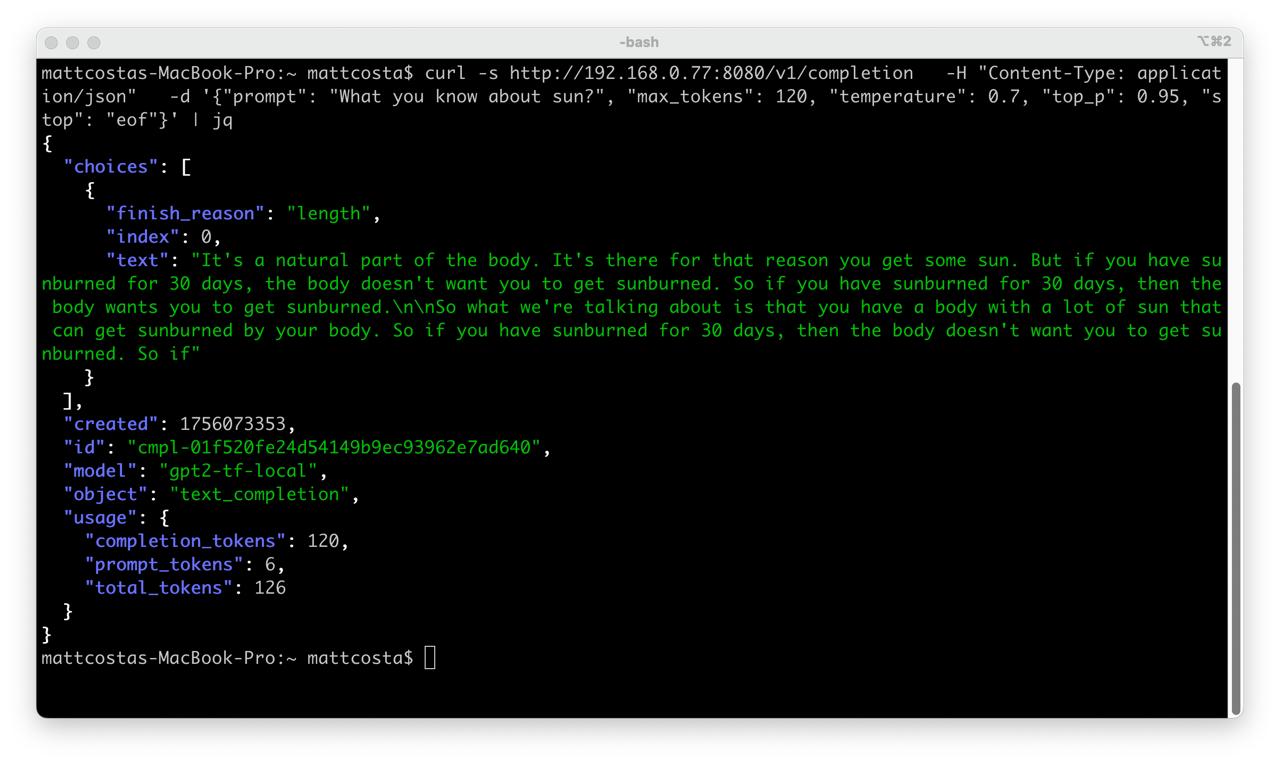 -bash
⌥⌘2
mattcostas-MacBook-Pro:~ mattcosta$ curl -s http://192.168.0.77:8080/v1/completion   -H "Content-Type: applicat
ion/json"   -d '{"prompt": "What you know about sun?", "max_tokens": 120, "temperature": 0.7, "top_p": 0.95, "s
top": "eof"}' | jq
{
  "choices": [
    {
      "finish_reason": "length",
      "index": 0,
      "text": "It's a natural part of the body. It's there for that reason you get some sun. But if you have su
nburned for 30 days, the body doesn't want you to get sunburned. So if you have sunburned for 30 days, then the
 body wants you to get sunburned.\n\nSo what we're talking about is that you have a body with a lot of sun that
 can get sunburned by your body. So if you have sunburned for 30 days, then the body doesn't want you to get su
nburned. So if"
    }
  ],
  "created": 1756073353,
  "id": "cmpl-01f520fe24d54149b9ec93962e7ad640",
  "model": "gpt2-tf-local",
  "object": "text_completion",
  "usage": {
    "completion_tokens": 120,
    "prompt_tokens": 6,
    "total_tokens": 126
  }
}
mattcostas-MacBook-Pro:~ mattcosta$